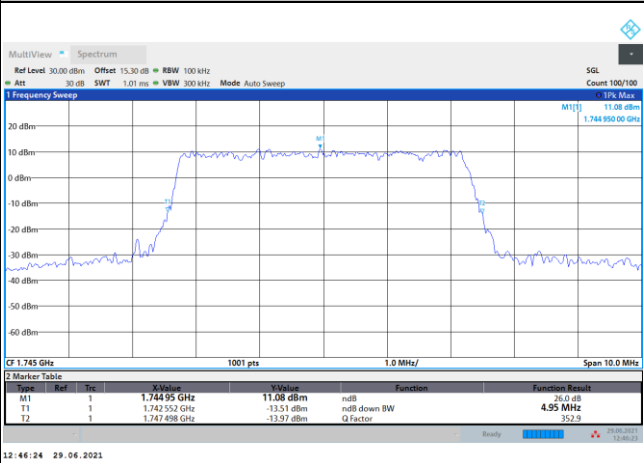 MultiView Spectrum
Ref Level 30.00 dBm Offset 15.30 dB RBW 100 kHz SGL
Att 30 dB SWT 1.01 ms VBW 300 kHz Mode Auto Sweep Count 100/100
1 Frequency Sweep 1Pk Max
M1[1] 11.08 dBm
1.744 950 00 GHz
20 dBm
M1
10 dBm
0 dBm
T1 T2
-10 dBm
-20 dBm
-30 dBm
-40 dBm
-50 dBm
-60 dBm
CF 1.745 GHz 1001 pts 1.0 MHz/ Span 10.0 MHz
2 Marker Table
Type Ref Trc X-Value Y-Value Function Function Result
M1 1 1.744 95 GHz 11.08 dBm ndB 26.0 dB
T1 1 1.742 552 GHz -13.51 dBm ndB down BW 4.95 MHz
T2 1 1.747 498 GHz -13.97 dBm Q Factor 352.9
Ready 29.06.2021
12:46:23
12:46:24 29.06.2021